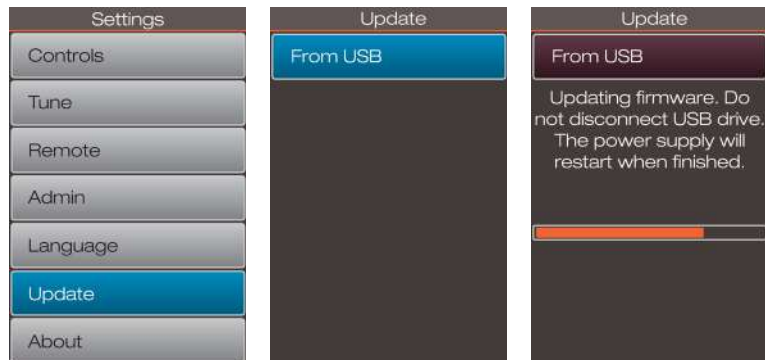 Settings
Controls
Tune
Remote
Admin
Language
Update
About
Update
From USB
Update
From USB
Updating firmware. Do
not disconnect USB drive.
The power supply will
restart when finished.